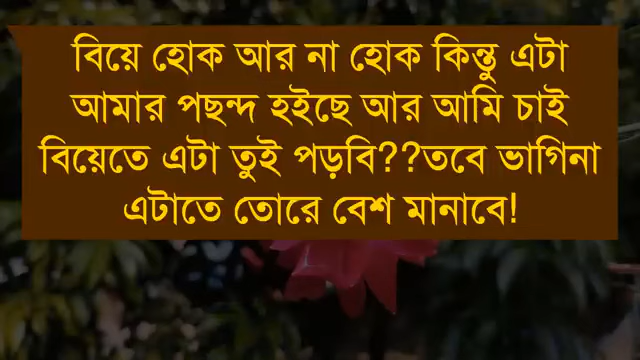 বিয়ে হোক আর না হোক কিন্তু এটা
আমার পছন্দ হইছে আর আমি চাই
বিয়েতে এটা তুই পড়বি??তবে ভাগিনা
এটাতে তোরে বেশ মানাবে!